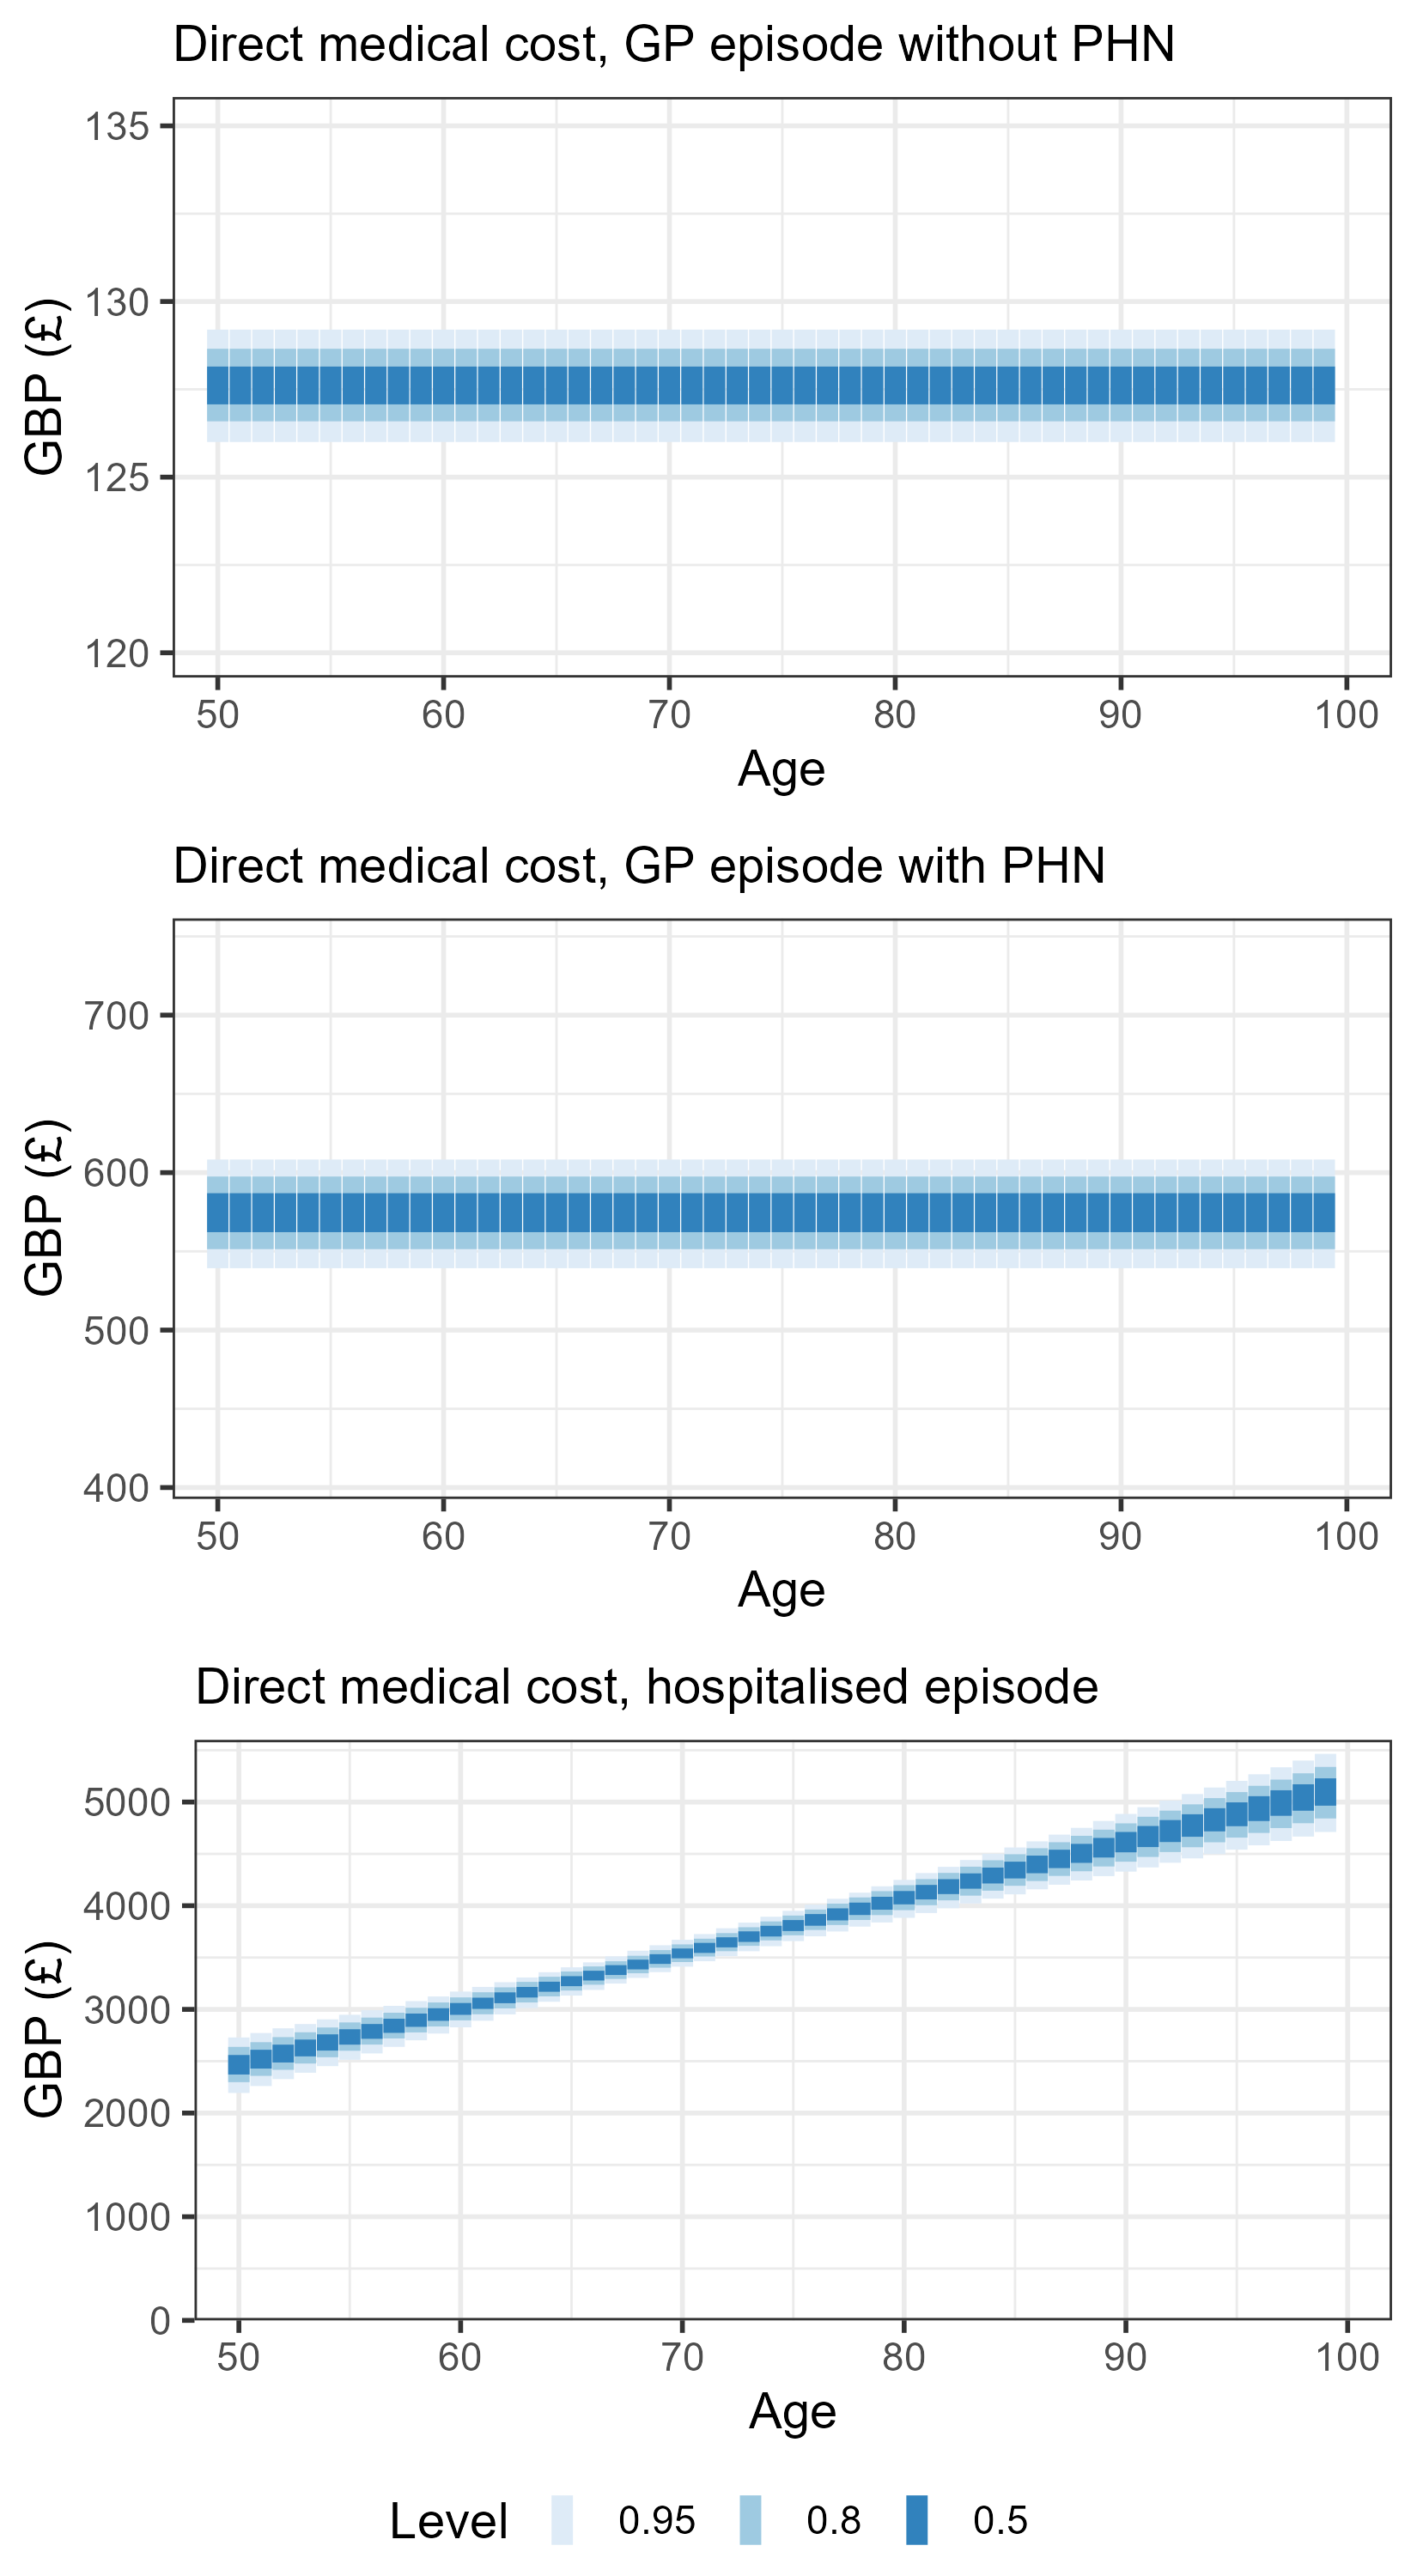 Direct medical cost, GP episode without PHN
135
130
125
120
GBP (£)
50 60 70 80 90 100
Age
Direct medical cost, GP episode with PHN
700
600
500
400
GBP (£)
50 60 70 80 90 100
Age
Direct medical cost, hospitalised episode
5000
4000
3000
2000
1000
0
GBP (£)
50 60 70 80 90 100
Age
Level 0.95 0.8 0.5